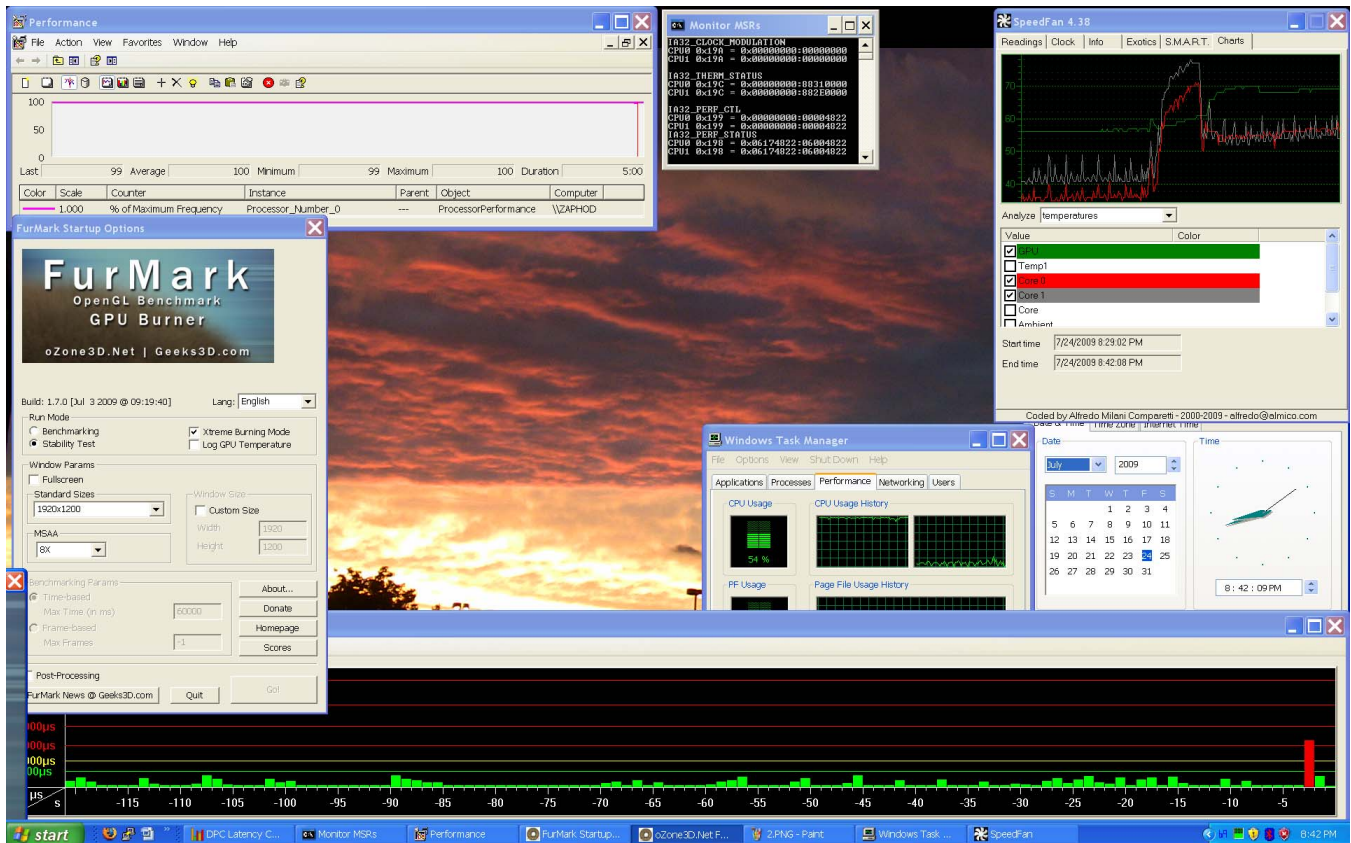 Performance
File Action View Favorites Window Help
100
50
0
Last 99 Average 100 Minimum 99 Maximum 100 Duration 5:00
Color Scale Counter Instance Parent Object Computer
1.000 % of Maximum Frequency Processor_Number_0 --- ProcessorPerformance \\ZAPHOD
Monitor MSRs
IA32_CLOCK_MODULATION
CPU0 0x19A = 0x00000000:00000000
CPU1 0x19A = 0x00000000:00000000
IA32_THERM_STATUS
CPU0 0x19C = 0x00000000:88310000
CPU1 0x19C = 0x00000000:882E0000
IA32_PERF_CTL
CPU0 0x199 = 0x00000000:00004822
CPU1 0x199 = 0x00000000:00004822
IA32_PERF_STATUS
CPU0 0x198 = 0x06174822:06004822
CPU1 0x198 = 0x06174822:06004822
SpeedFan 4.38
Readings Clock Info Exotics S.M.A.R.T. Charts
70
60
50
40
Analyze temperatures
Value Color
GPU
Temp1
Core 0
Core 1
Core
Ambient
Start time 7/24/2009 8:29:02 PM
End time 7/24/2009 8:42:08 PM
Coded by Alfredo Milani Comparetti - 2000-2009 - alfredo@almico.com
FurMark Startup Options
FurMark
OpenGL Benchmark
GPU Burner
oZone3D.Net | Geeks3D.com
Build: 1.7.0 [Jul 3 2009 @ 09:19:40] Lang: English
Run Mode
Benchmarking
Stability Test
Xtreme Burning Mode
Log GPU Temperature
Window Params
Fullscreen
Standard Sizes
1920x1200
MSAA
8X
Window Size
Custom Size
Width 1920
Height 1200
Benchmarking Params
Time-based
Max Time (in ms) 60000
Frame-based
Max Frames -1
About...
Donate
Homepage
Scores
Post-Processing
FurMark News @ Geeks3D.com Quit Go!
Windows Task Manager
File Options View Shut Down Help
Applications Processes Performance Networking Users
CPU Usage CPU Usage History
54 %
PF Usage Page File Usage History
Date & Time Time Zone Internet Time
Date Time
July 2009
S M T W T F S
1 2 3 4
5 6 7 8 9 10 11
12 13 14 15 16 17 18
19 20 21 22 23 24 25
26 27 28 29 30 31
8 : 42 : 09 PM
000µs
000µs
000µs
00µs
µs
s -115 -110 -105 -100 -95 -90 -85 -80 -75 -70 -65 -60 -55 -50 -45 -40 -35 -30 -25 -20 -15 -10 -5
start DPC Latency C... Monitor MSRs Performance FurMark Startup... oZone3D.Net F... 2.PNG - Paint Windows Task ... SpeedFan 8:42 PM